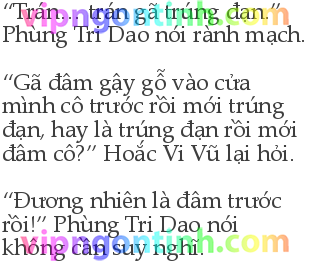 “Trán... trán gã trúng đạn.”
Phùng Tri Dao nói rành mạch.
“Gã đâm gậy gỗ vào cửa
mình cô trước rồi mới trúng
đạn, hay là trúng đạn rồi mới
đâm cô?” Hoắc Vi Vũ lại hỏi.
“Đương nhiên là đâm trước
rồi!” Phùng Tri Dao nói
không cần suy nghĩ.
vipngontinh.com
vipngontinh.com